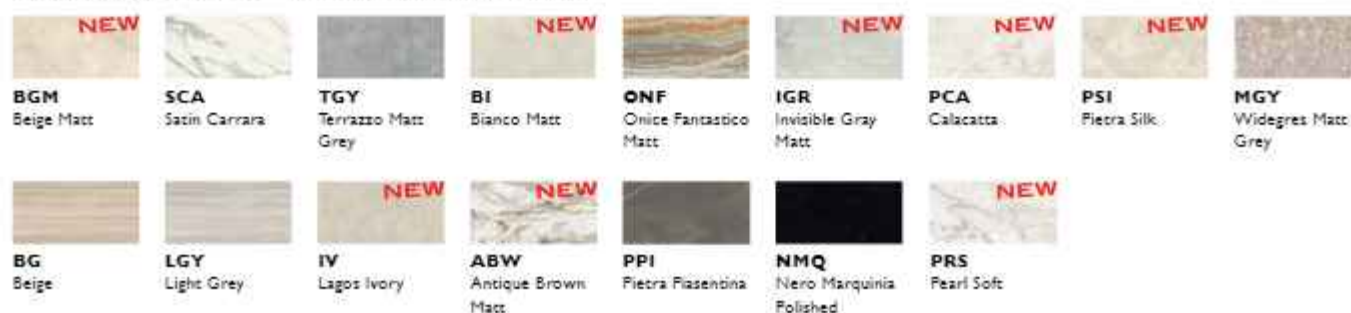 NEW
NEW
NEW
NEW
NEW
BGM
SCA
TGY
BI
ONF
IGR
PCA
PSI
MGY
Beige Matt
Satin Carrara
Terrazzo Matt
Grey
Bianco Matt
Onice Fantastico
Matt
Invisible Gray
Matt
Calacatta
Pietra Silk
Widegres Matt
Grey
NEW
NEW
NEW
BG
LGY
IV
ABW
PPI
NMQ
PRS
Beige
Light Grey
Lagos Ivory
Antique Brown
Matt
Pietra Piasentina
Nero Marquinia
Polished
Pearl Soft